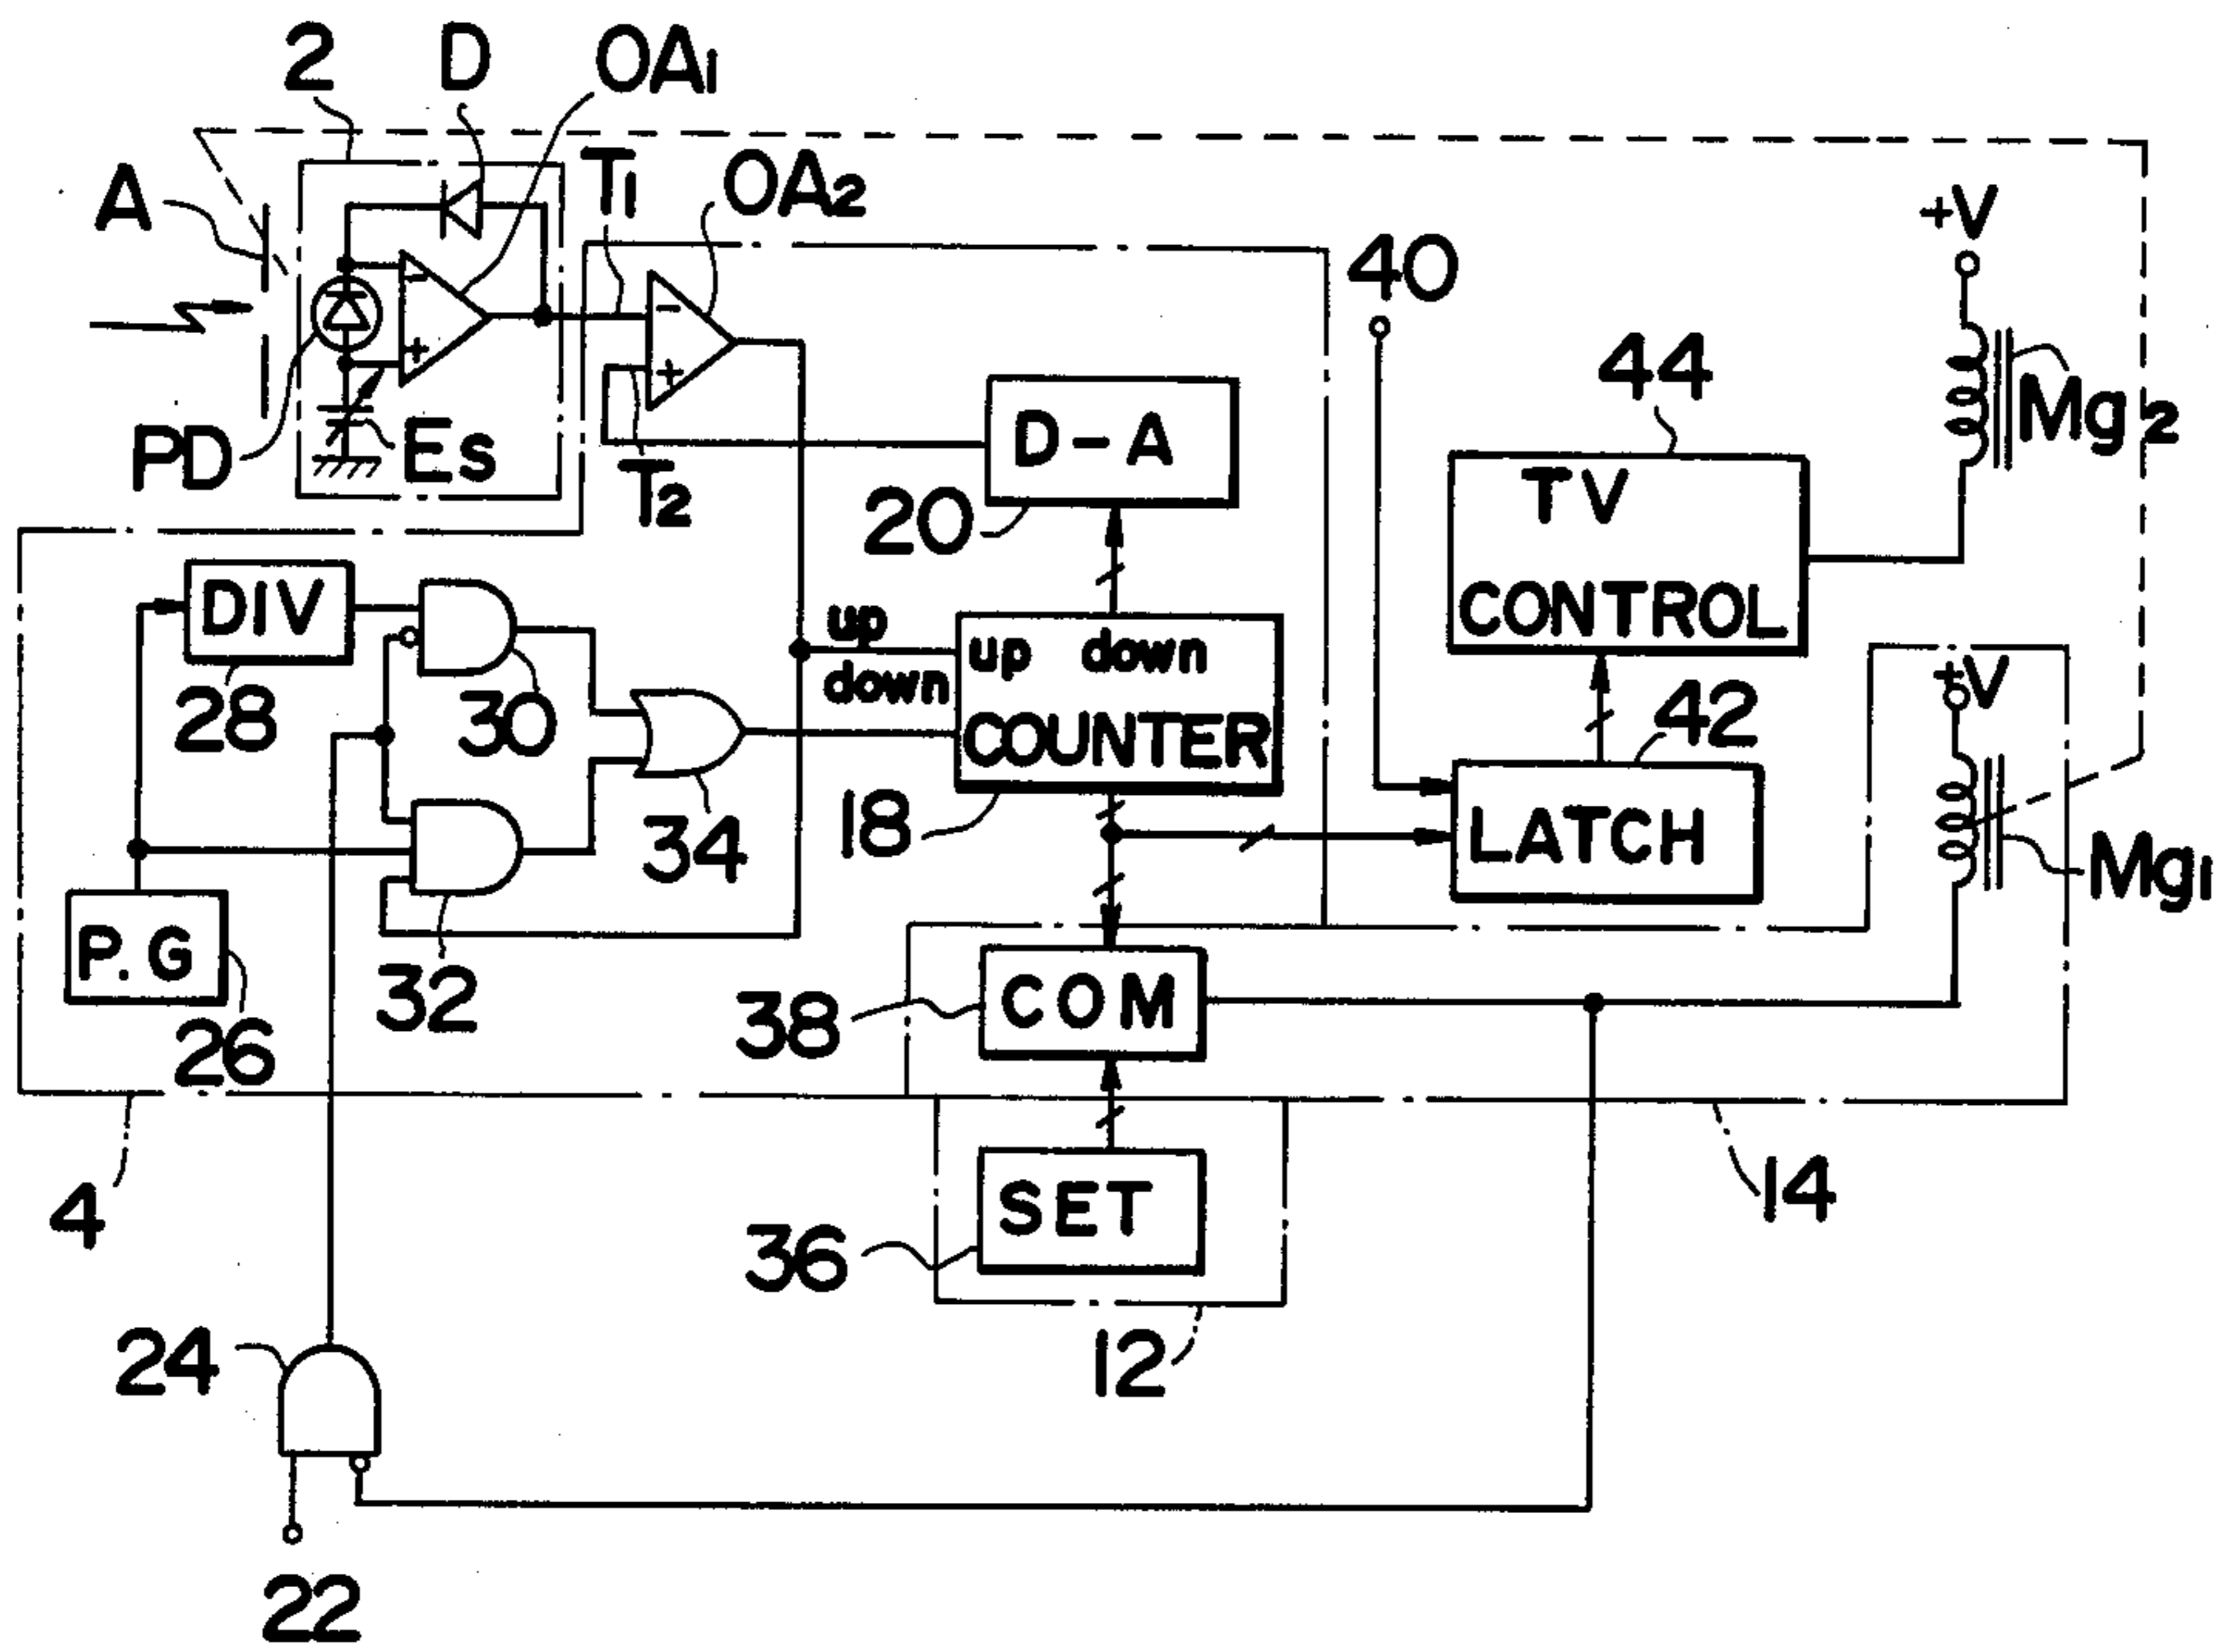 2 D OA1
A T1 OA2
+V
40
44
Mg2
PD Es T2
- + - +
D-A
20
TV
CONTROL
DIV
28
30
up
down
up down
COUNTER
18
34
42
+V
LATCH
Mg1
P.G
26
32
38
COM
4
14
36
SET
12
24
22